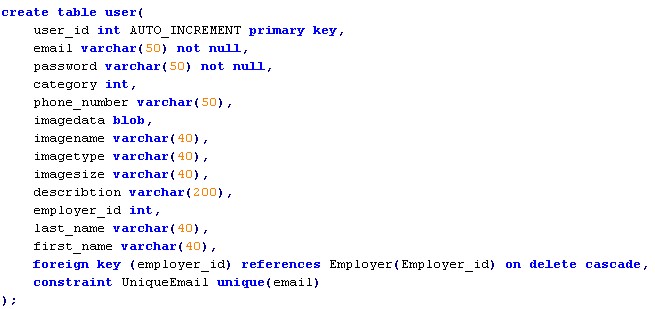 create table user(
user_id int AUTO_INCREMENT primary key,
email varchar(50) not null,
password varchar(50) not null,
category int,
phone_number varchar(50),
imagedata blob,
imagename varchar(40),
imagetype varchar(40),
imagesize varchar(40),
describtion varchar(200),
employer_id int,
last_name varchar(40),
first_name varchar(40),
foreign key (employer_id) references Employer(Employer_id) on delete cascade,
constraint UniqueEmail unique(email)
);